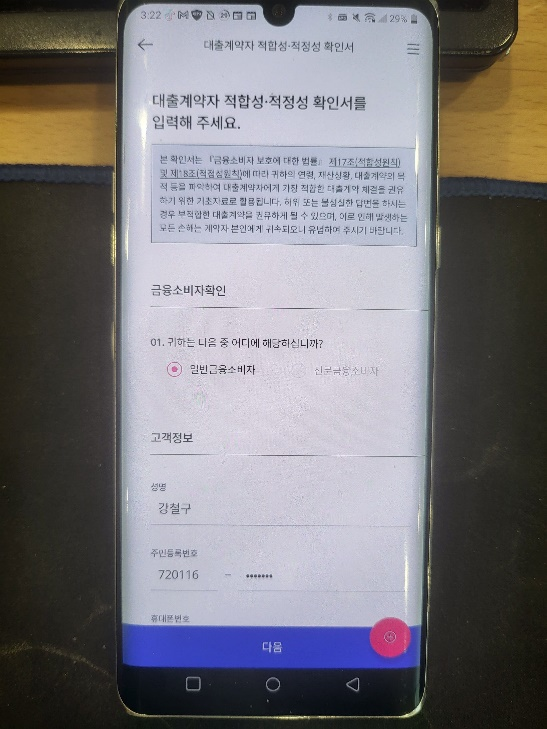 3:22
29%
대출계약자 적합성·적정성 확인서
대출계약자 적합성·적정성 확인서를
입력해 주세요.
본 확인서는 『금융소비자 보호에 대한 법률』 제17조(적합성원칙)
및 제18조(적정성원칙)에 따라 귀하의 연령, 재산상황, 대출계약의 목
적 등을 파악하여 대출계약자에게 가장 적합한 대출계약 체결을 권유
하기 위한 기초자료로 활용됩니다. 허위 또는 불성실한 답변을 하시는
경우 부적합한 대출계약을 권유하게 될 수 있으며, 이로 인해 발생하는
모든 손해는 계약자 본인에게 귀속되오니 유념하여 주시기 바랍니다.
금융소비자확인
01. 귀하는 다음 중 어디에 해당하십니까?
일반금융소비자 전문금융소비자
고객정보
성명
강철구
주민등록번호
720116 – •••••••
휴대폰번호
다음